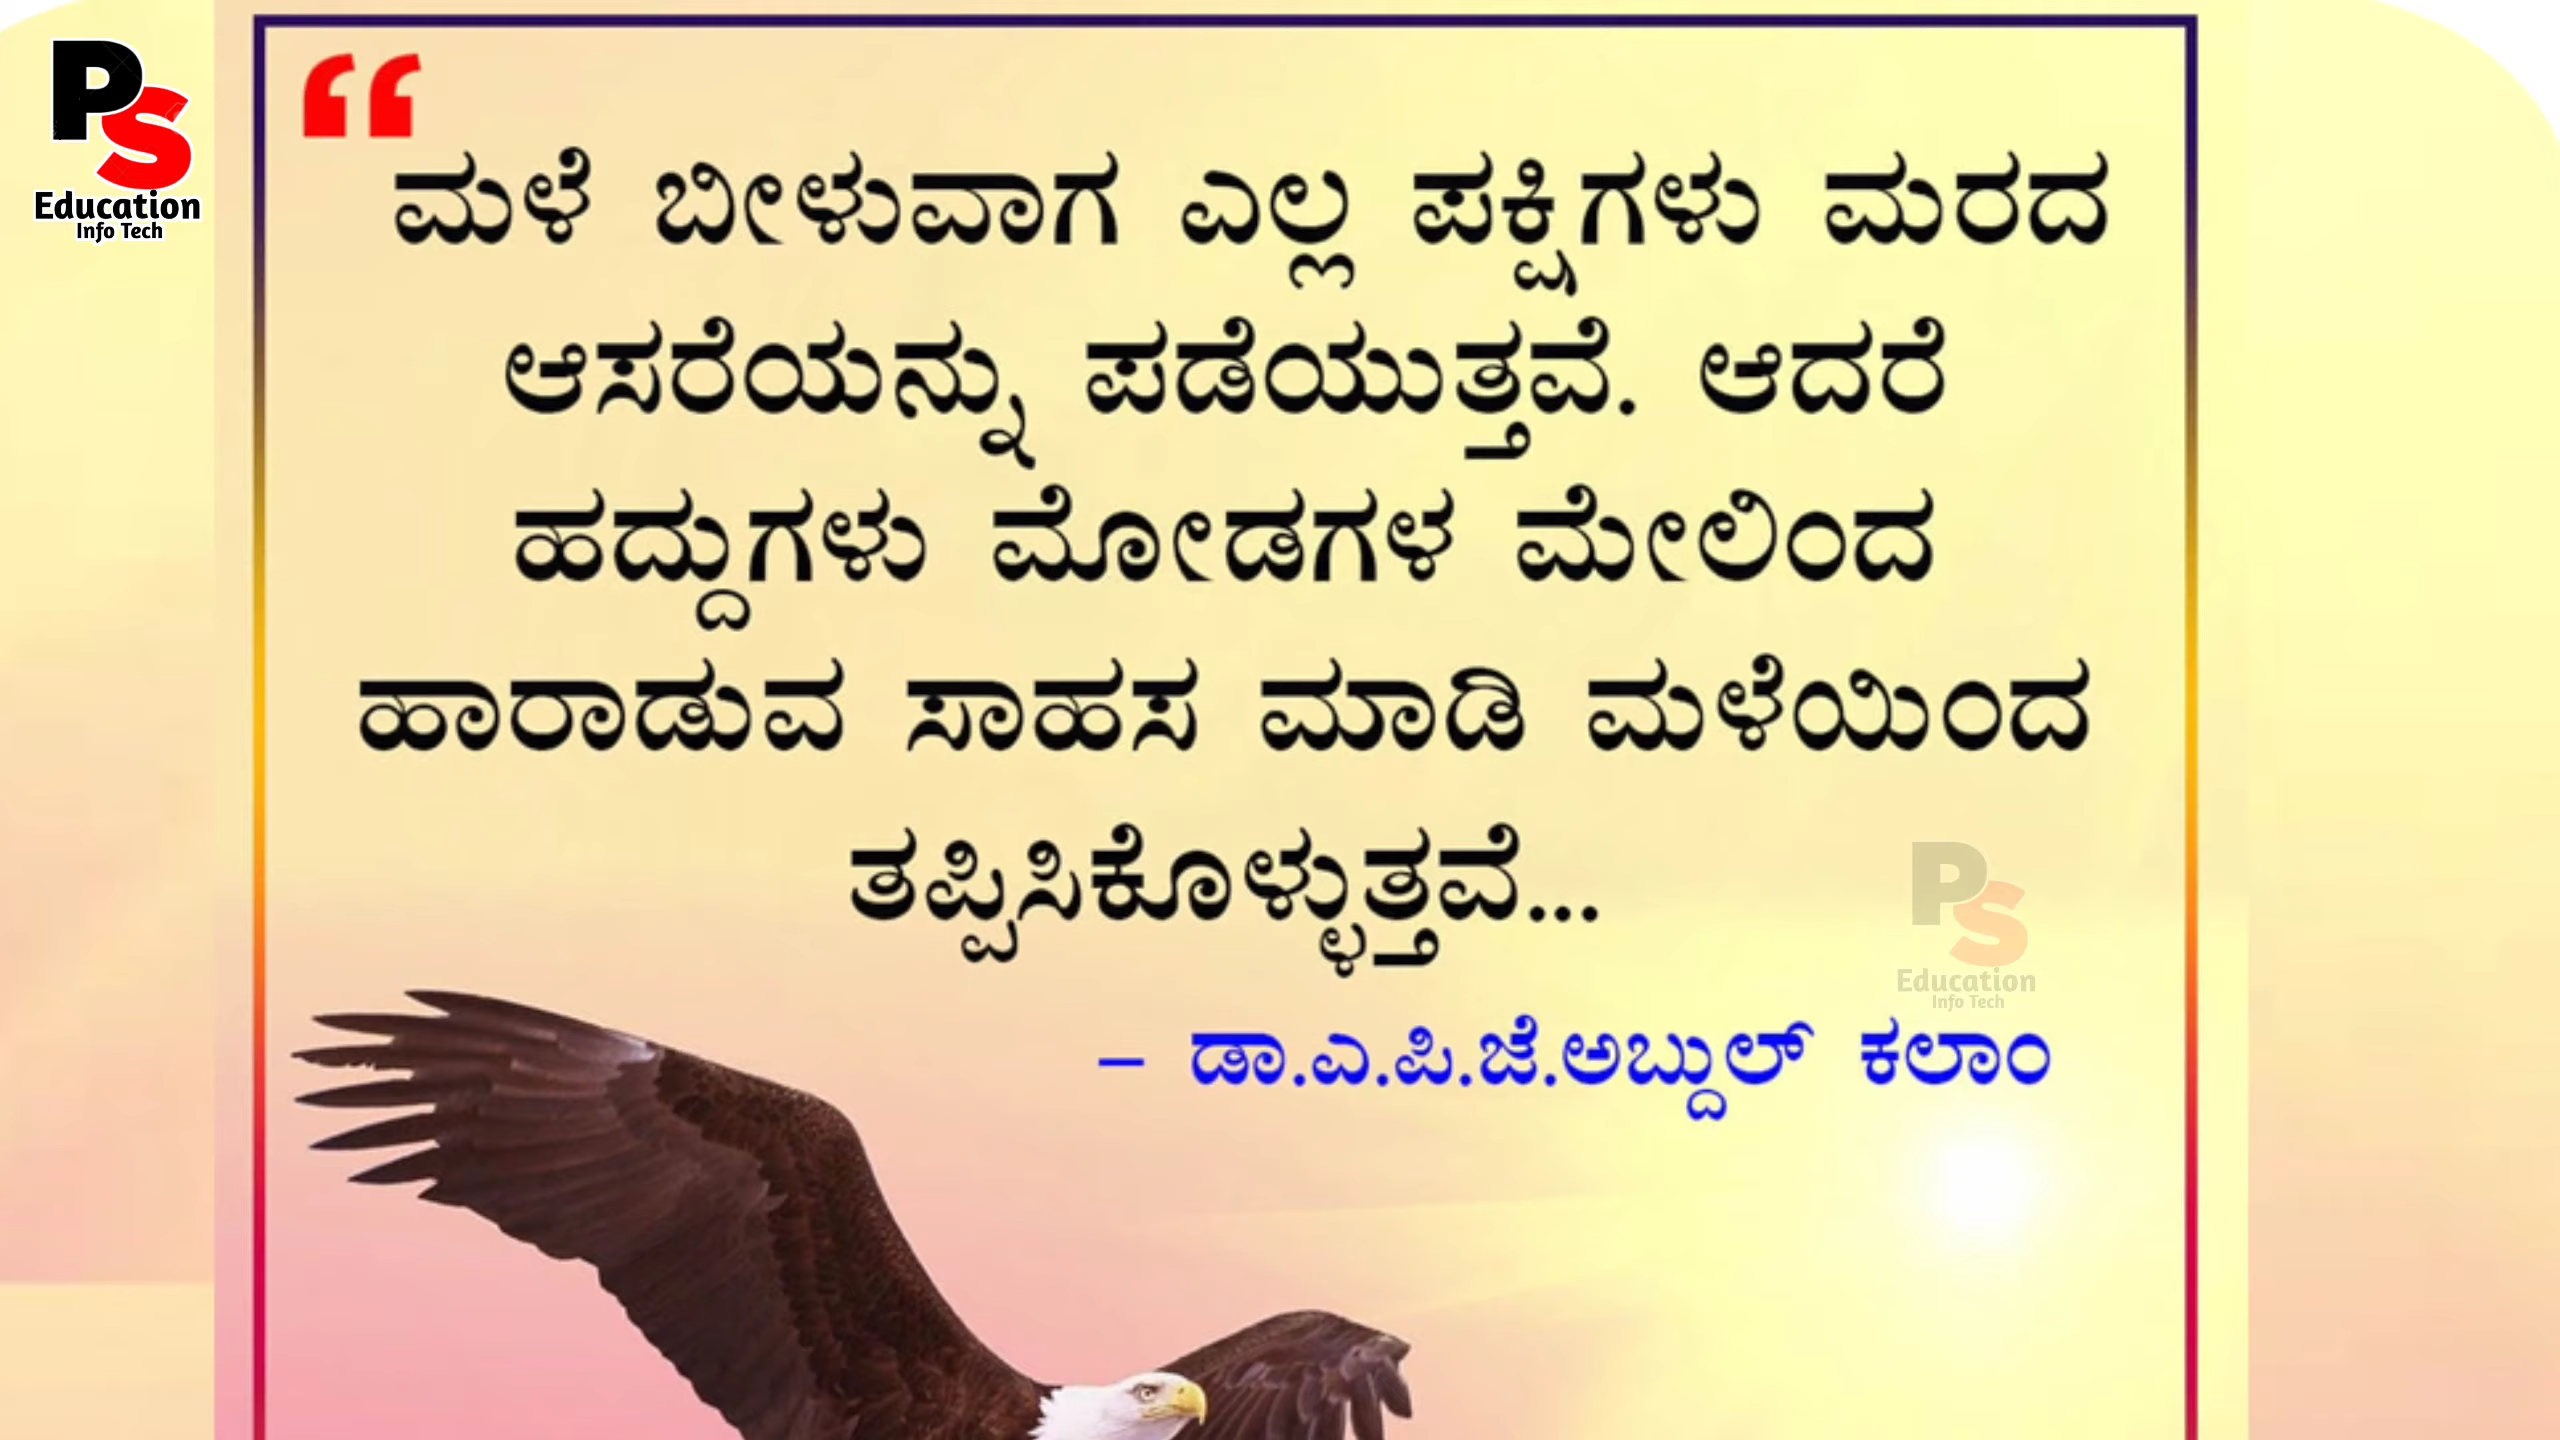 PS
Education
Info Tech
“
ಮಳೆ ಬೀಳುವಾಗ ಎಲ್ಲ ಪಕ್ಷಿಗಳು ಮರದ
ಆಸರೆಯನ್ನು ಪಡೆಯುತ್ತವೆ. ಆದರೆ
ಹದ್ದುಗಳು ಮೋಡಗಳ ಮೇಲಿಂದ
ಹಾರಾಡುವ ಸಾಹಸ ಮಾಡಿ ಮಳೆಯಿಂದ
ತಪ್ಪಿಸಿಕೊಳ್ಳುತ್ತವೆ...
PS
Education
Info Tech
– ಡಾ.ಎ.ಪಿ.ಜೆ.ಅಬ್ದುಲ್ ಕಲಾಂ